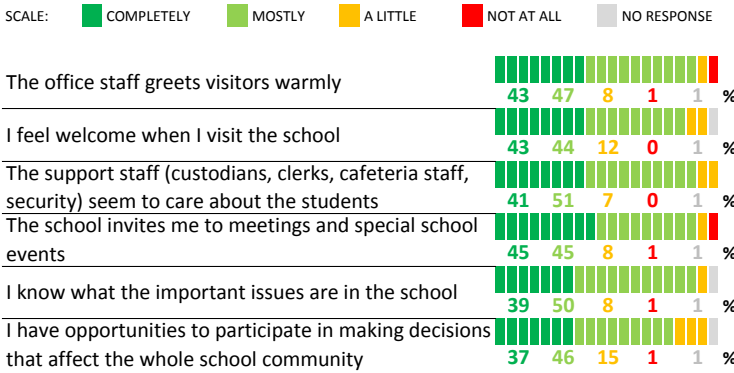 SCALE: COMPLETELY MOSTLY A LITTLE NOT AT ALL NO RESPONSE
The office staff greets visitors warmly
43 47 8 1 1 %
I feel welcome when I visit the school
43 44 12 0 1 %
The support staff (custodians, clerks, cafeteria staff,
security) seem to care about the students
41 51 7 0 1 %
The school invites me to meetings and special school
events
45 45 8 1 1 %
I know what the important issues are in the school
39 50 8 1 1 %
I have opportunities to participate in making decisions
that affect the whole school community
37 46 15 1 1 %